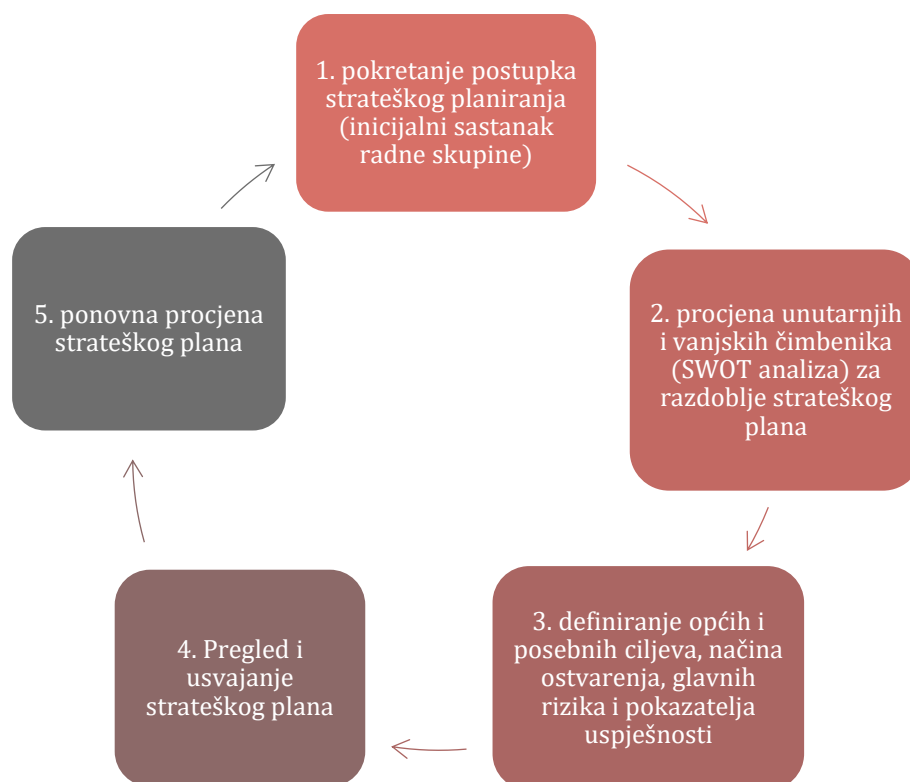 1. pokretanje postupka
strateškog planiranja
(inicijalni sastanak
radne skupine)
2. procjena unutarnjih
i vanjskih čimbenika
(SWOT analiza) za
razdoblje strateškog
plana
3. definiranje općih i
posebnih ciljeva, načina
ostvarenja, glavnih
rizika i pokazatelja
uspješnosti
4. Pregled i
usvajanje
strateškog plana
5. ponovna procjena
strateškog plana